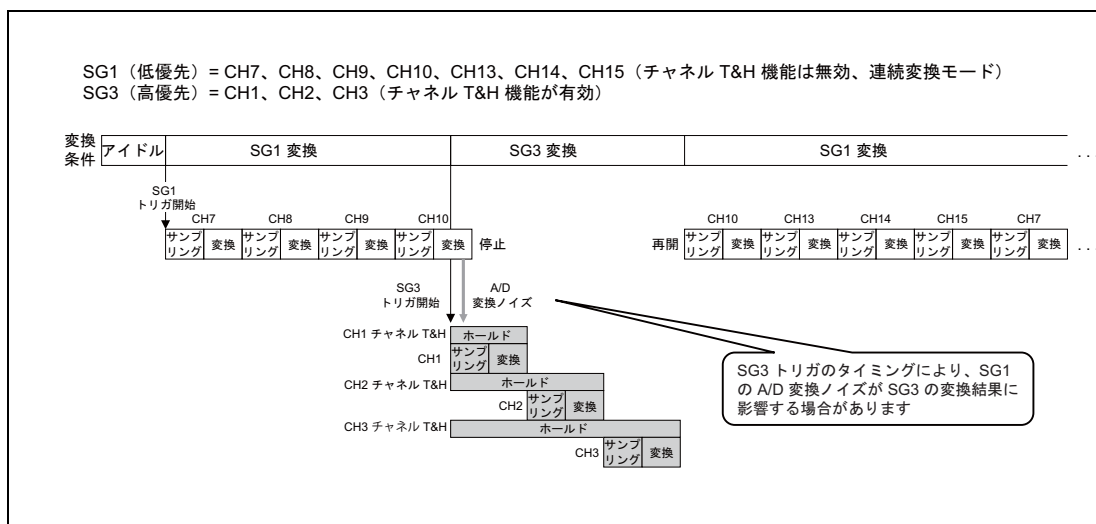 SG1（低優先）= CH7、CH8、CH9、CH10、CH13、CH14、CH15（チャネル T&H 機能は無効、連続変換モード）
SG3（高優先）= CH1、CH2、CH3（チャネル T&H 機能が有効）
変換
条件
アイドル
SG1 変換
SG3 変換
SG1 変換
...
SG1
トリガ開始
CH7
CH8
CH9
CH10
サンプ
リング
変換
サンプ
リング
変換
サンプ
リング
変換
サンプ
リング
変換
停止
再開
CH10
CH13
CH14
CH15
CH7
サンプ
リング
変換
サンプ
リング
変換
サンプ
リング
変換
サンプ
リング
変換
サンプ
リング
変換
...
SG3
トリガ開始
A/D
変換ノイズ
CH1 チャネル T&H
ホールド
CH1
サンプ
リング
変換
CH2 チャネル T&H
ホールド
CH2
サンプ
リング
変換
CH3 チャネル T&H
ホールド
CH3
サンプ
リング
変換
SG3 トリガのタイミングにより、SG1
の A/D 変換ノイズが SG3 の変換結果に
影響する場合があります